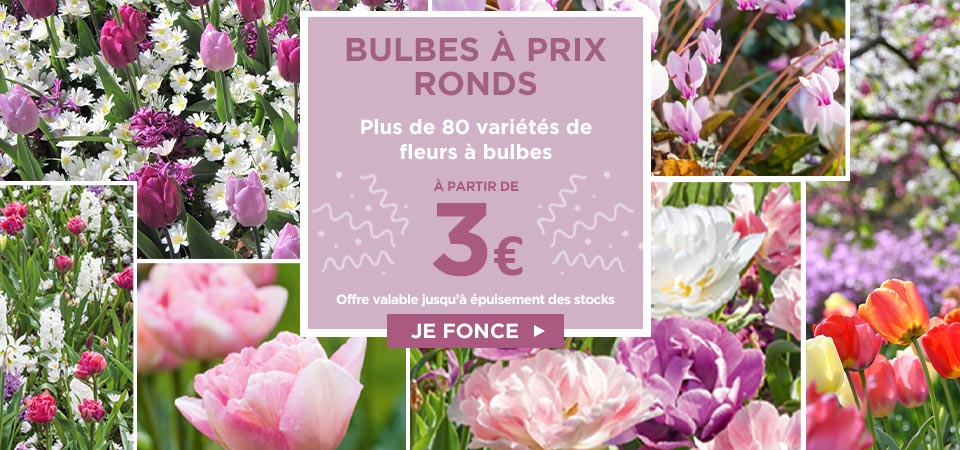 BULBES À PRIX
RONDS
Plus de 80 variétés de
fleurs à bulbes
À PARTIR DE
3€
Offre valable jusqu'à épuisement des stocks
JE FONCE